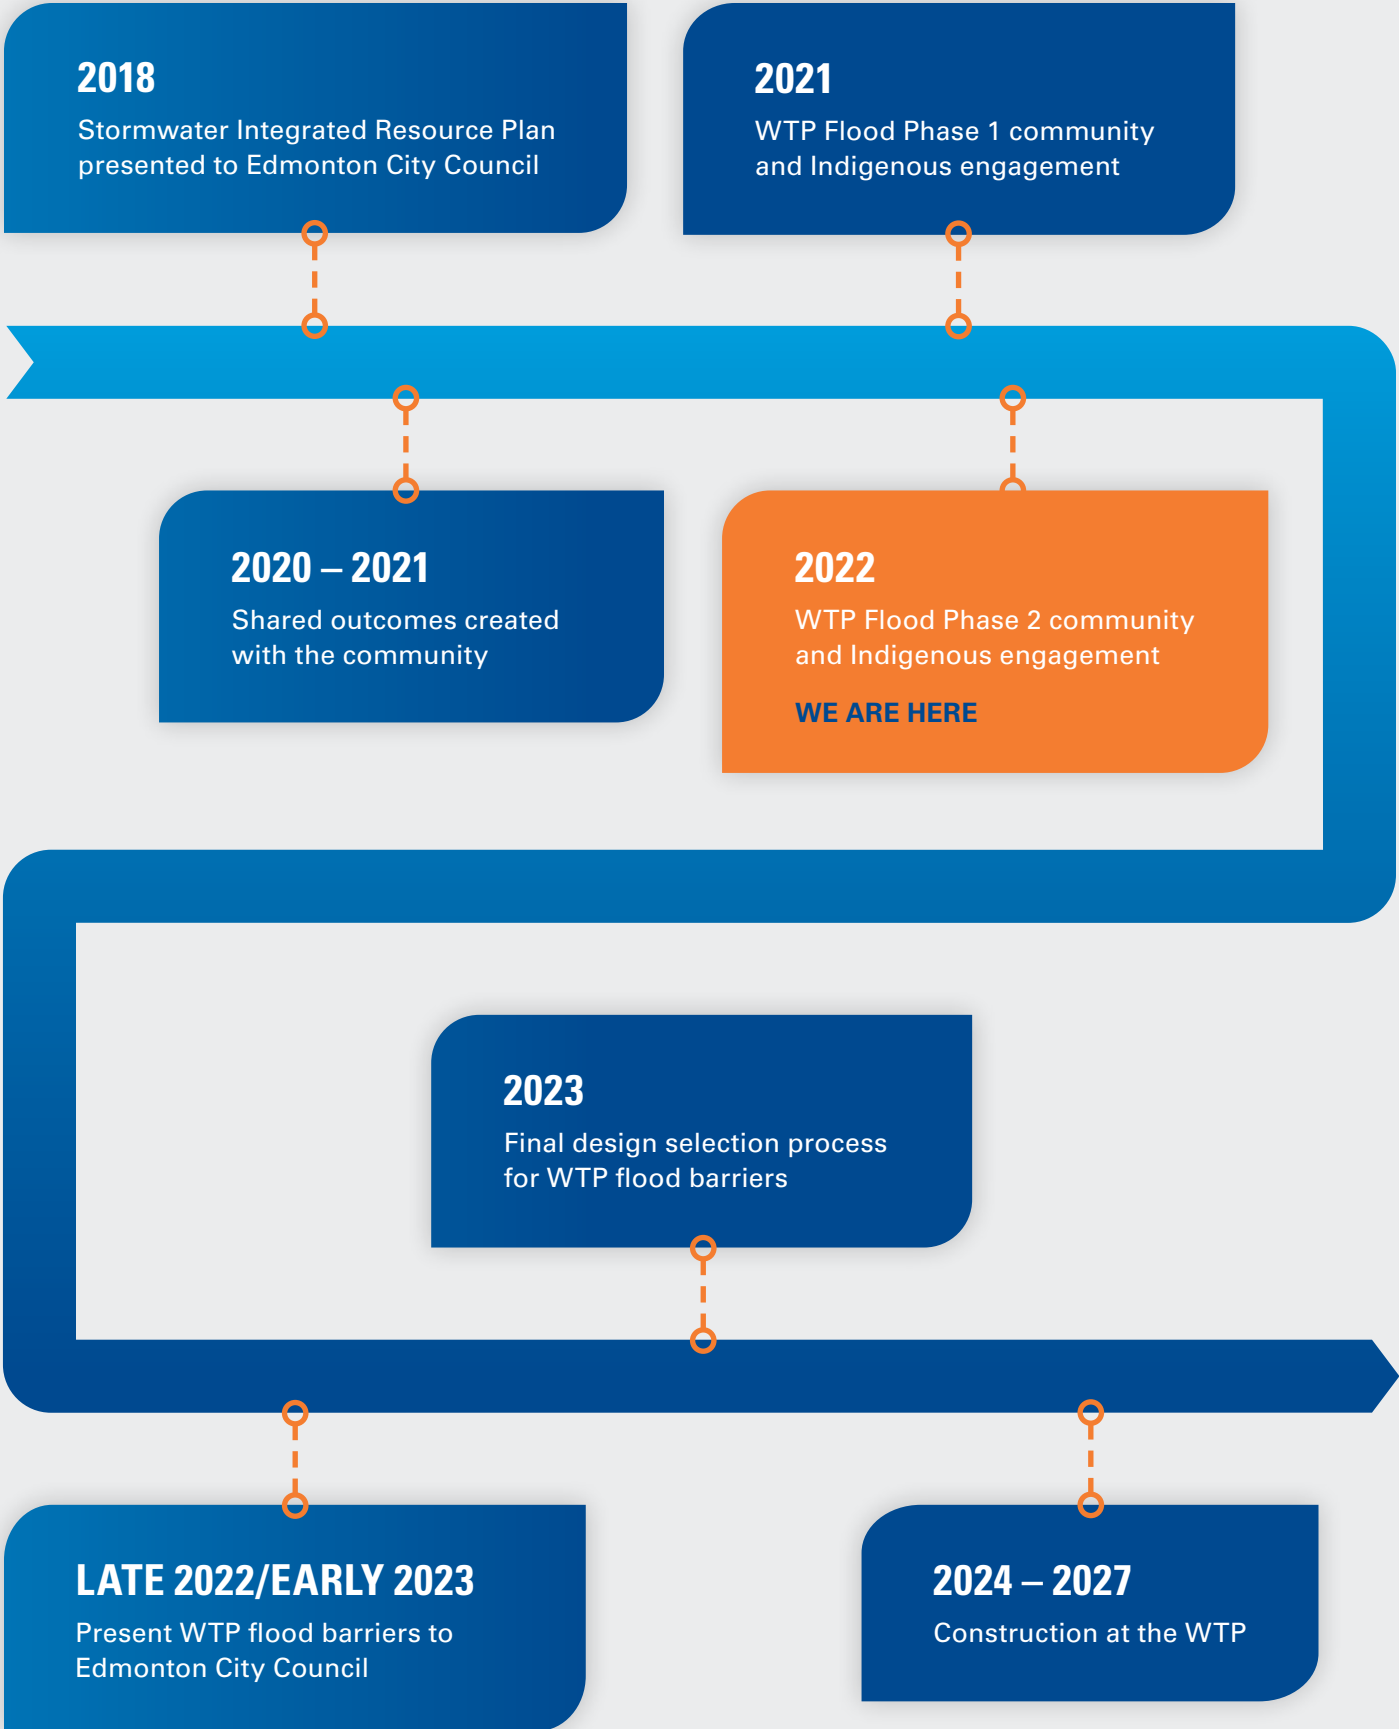 2018
Stormwater Integrated Resource Plan
presented to Edmonton City Council
2021
WTP Flood Phase 1 community
and Indigenous engagement
2020 – 2021
Shared outcomes created
with the community
2022
WTP Flood Phase 2 community
and Indigenous engagement
WE ARE HERE
2023
Final design selection process
for WTP flood barriers
LATE 2022/EARLY 2023
Present WTP flood barriers to
Edmonton City Council
2024 – 2027
Construction at the WTP